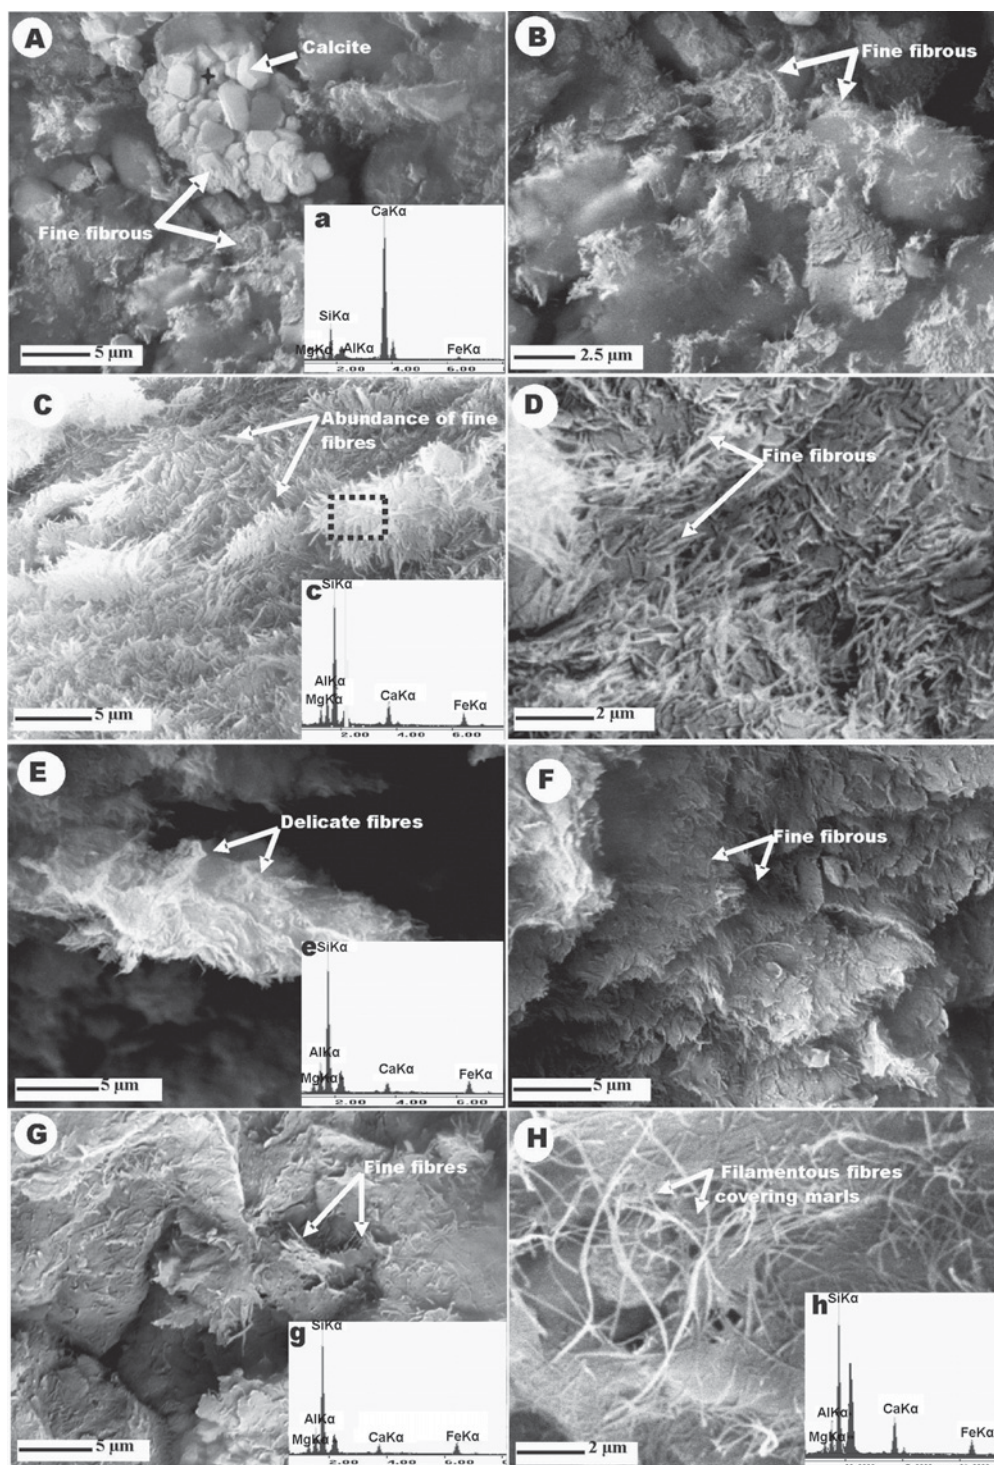 A
Calcite
Fine fibrous
a
CaKα
SiKα
MgKα
AlKα
FeKα
2.00 4.00 6.00
5 µm
B
Fine fibrous
2.5 µm
C
Abundance of fine
fibres
c
SiKα
AlKα
MgKα
CaKα
FeKα
2.00 4.00 6.00
5 µm
D
Fine fibrous
2 µm
E
Delicate fibres
e
SiKα
AlKα
MgKα
CaKα
FeKα
2.00 4.00 6.00
5 µm
F
Fine fibrous
5 µm
G
Fine fibres
g
SiKα
AlKα
MgKα
CaKα
FeKα
2.00 4.00 6.00
5 µm
H
Filamentous fibres
covering marls
h
SiKα
AlKα
MgKα
CaKα
FeKα
2 µm